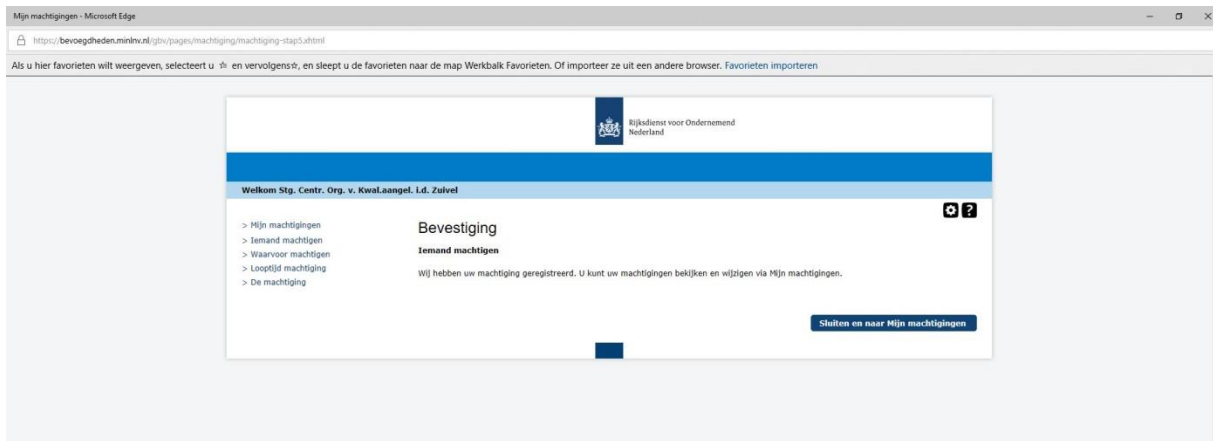 Mijn machtigingen - Microsoft Edge
https://bevoegdheden.minlnv.nl/gbv/pages/machtiging/machtiging-stap5.xhtml
Als u hier favorieten wilt weergeven, selecteert u ☆ en vervolgens☆, en sleept u de favorieten naar de map Werkbalk Favorieten. Of importeer ze uit een andere browser. Favorieten importeren
Rijksdienst voor Ondernemend
Nederland
Welkom Stg. Centr. Org. v. Kwal.aangel. i.d. Zuivel
> Mijn machtigingen
> Iemand machtigen
> Waarvoor machtigen
> Looptijd machtiging
> De machtiging
?
Bevestiging
Iemand machtigen
Wij hebben uw machtiging geregistreerd. U kunt uw machtigingen bekijken en wijzigen via Mijn machtigingen.
Sluiten en naar Mijn machtigingen